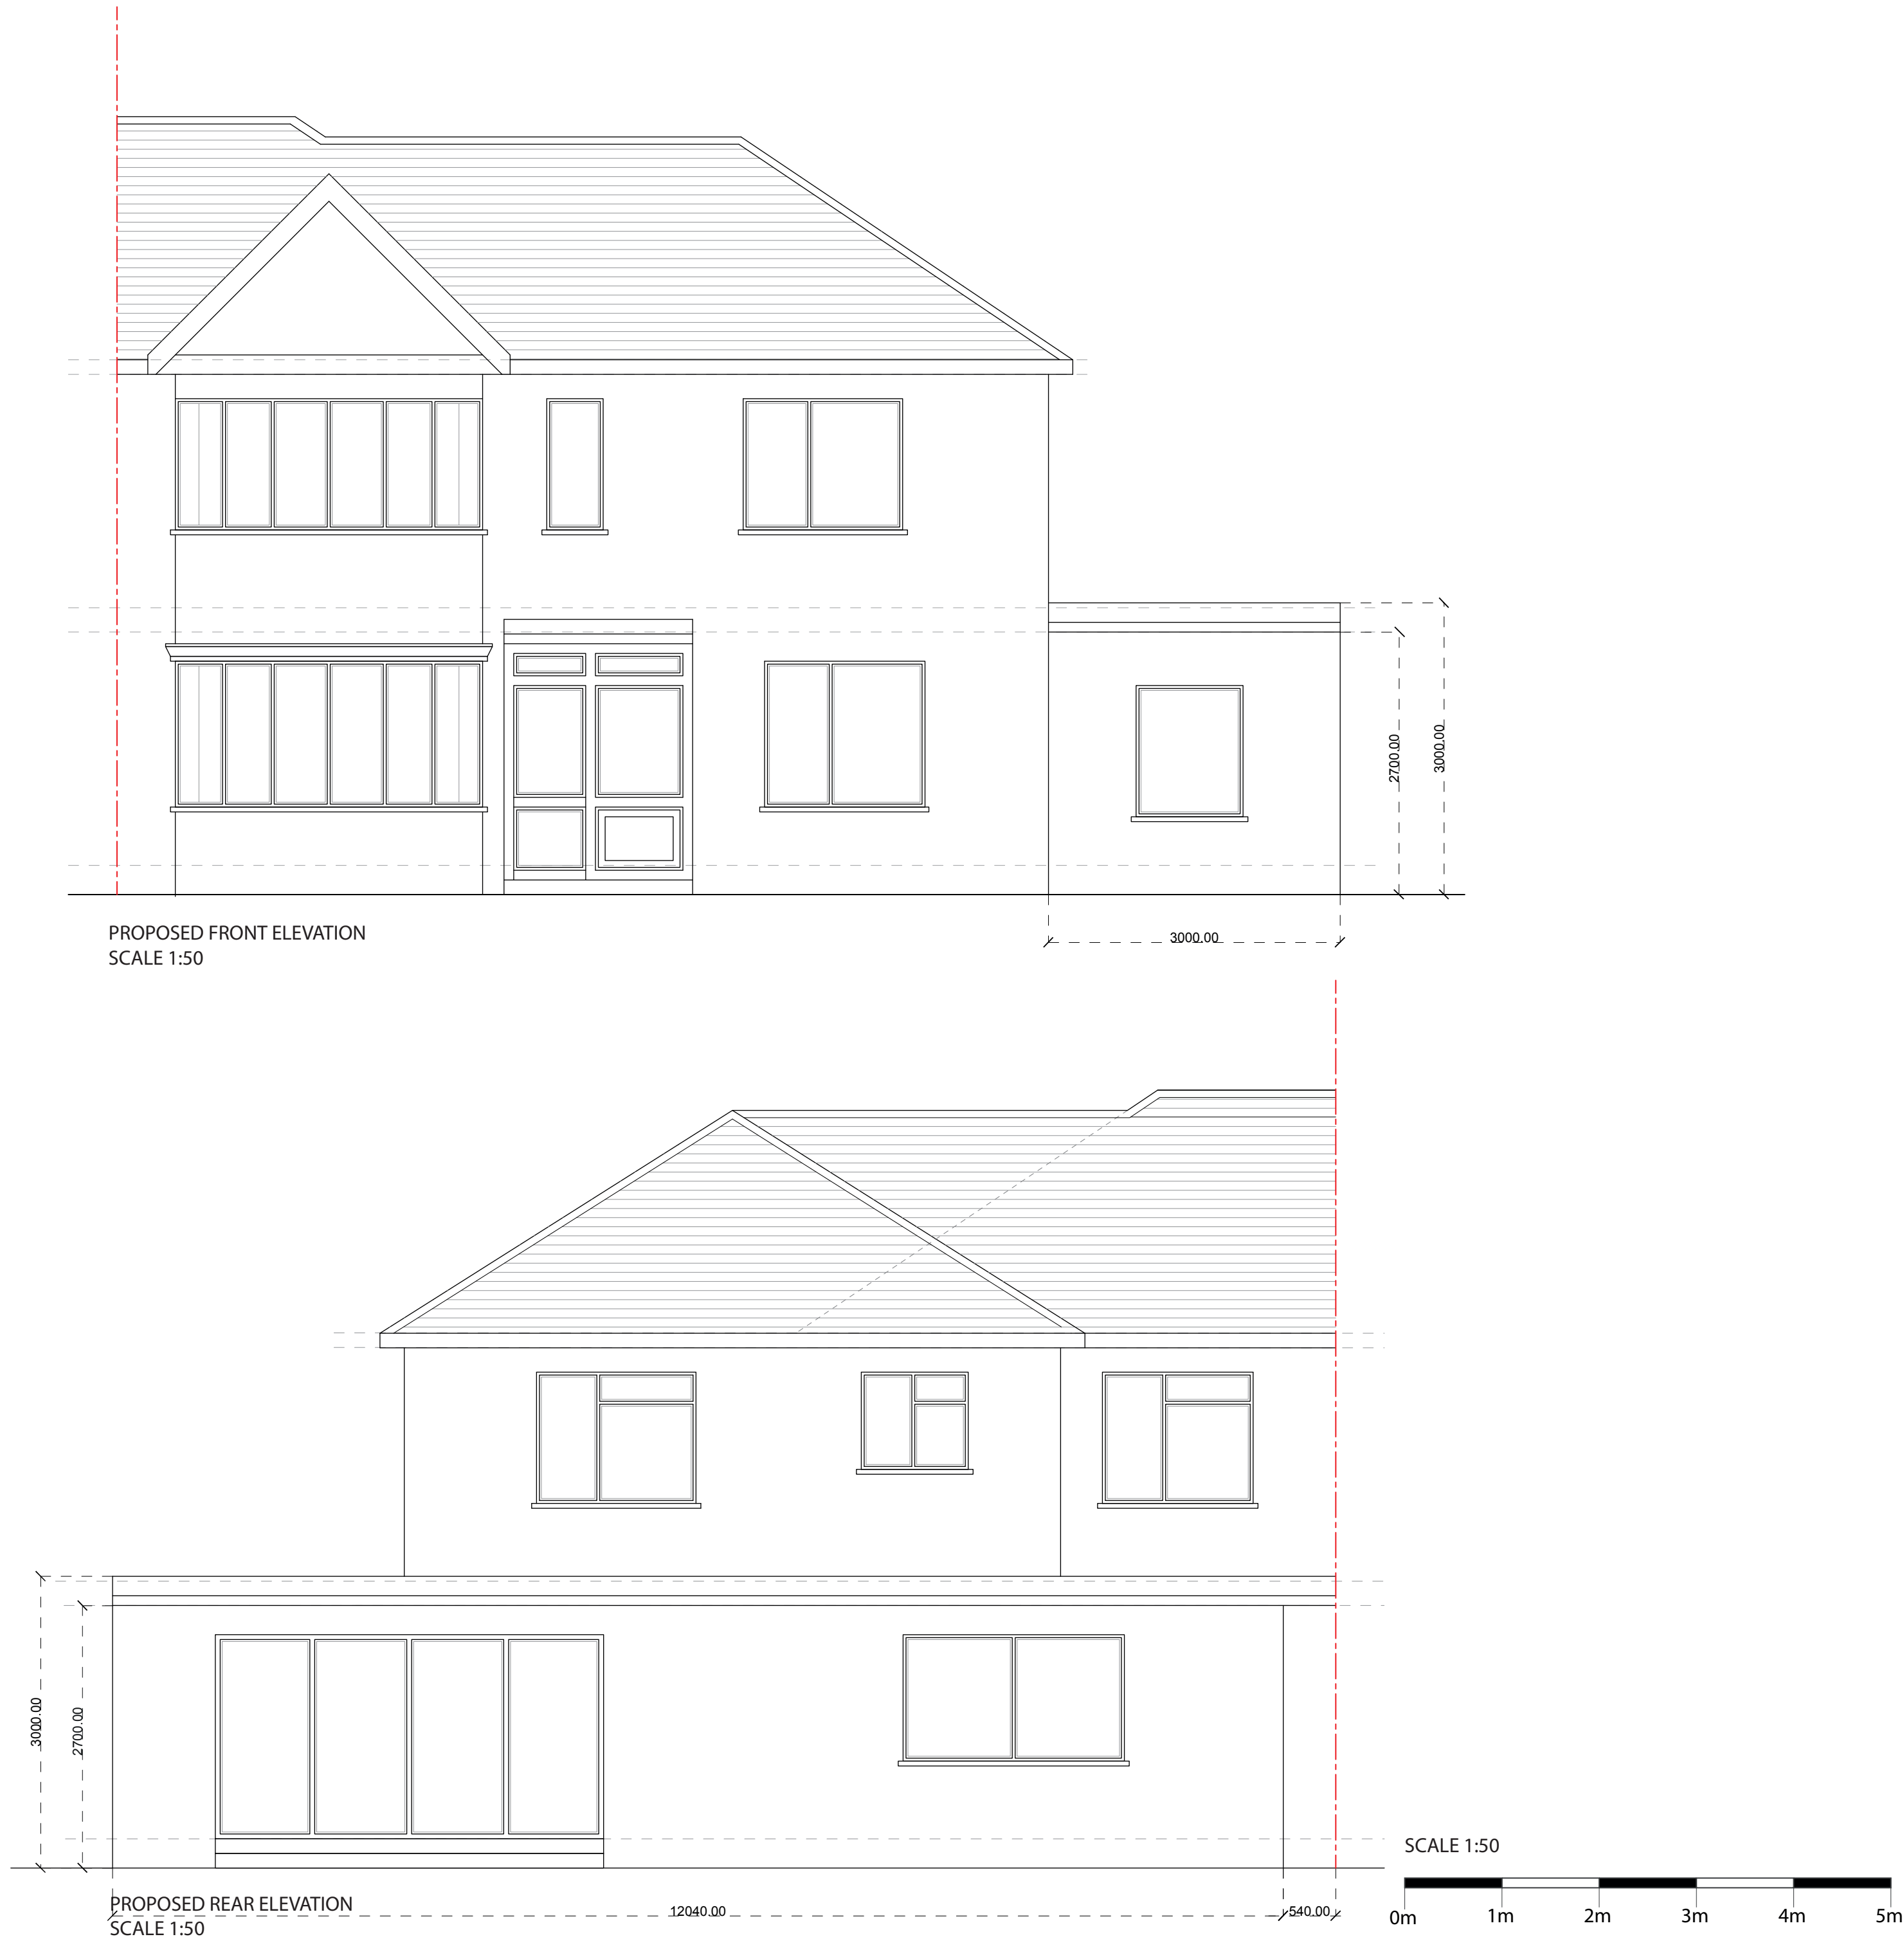 2700.00
3000.00
PROPOSED FRONT ELEVATION
SCALE 1:50
3000.00
3000.00
2700.00
SCALE 1:50
PROPOSED REAR ELEVATION
SCALE 1:50
12040.00
540.00
0m 1m 2m 3m 4m 5m